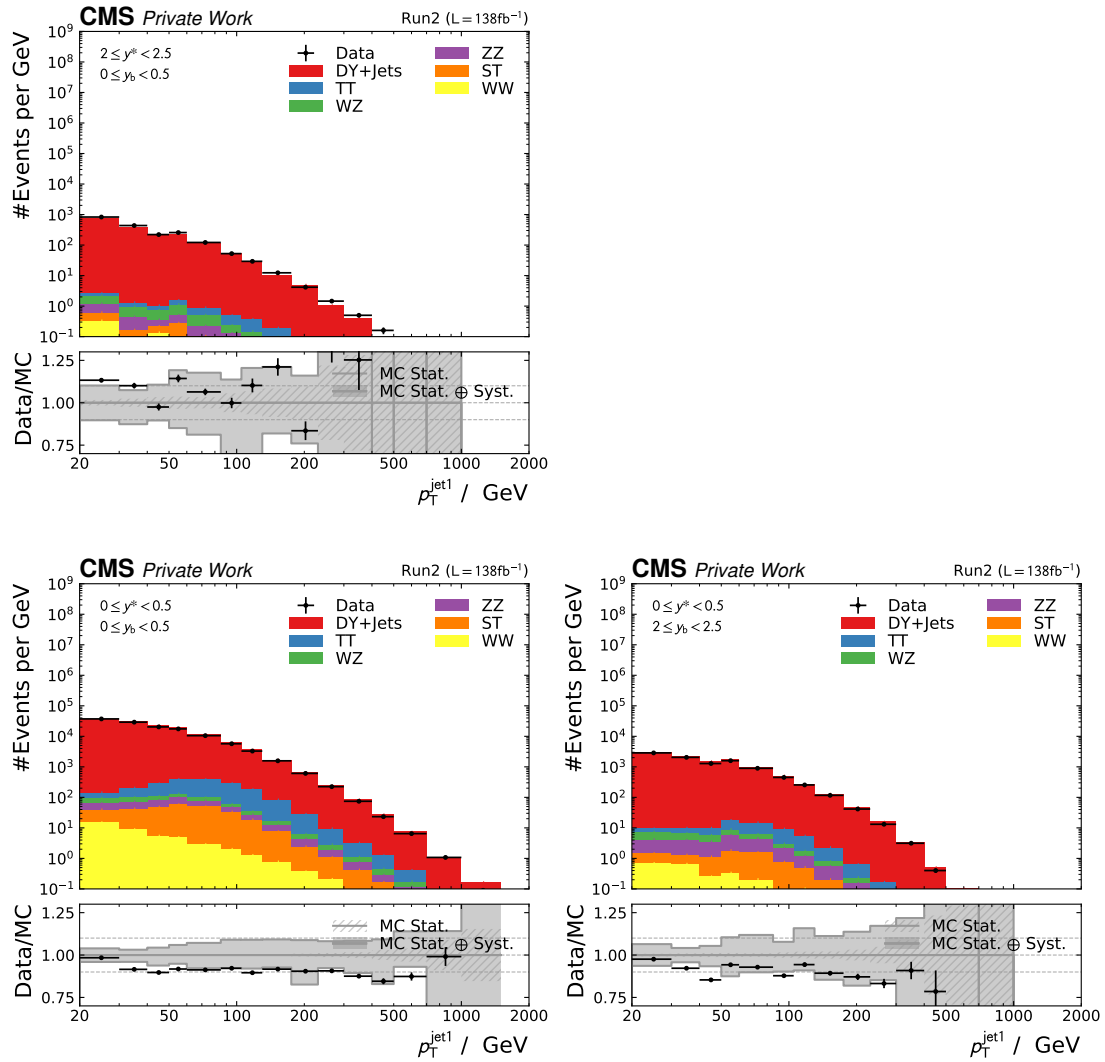 CMS Private Work Run2 (L = 138fb⁻¹)
10⁹
10⁸
10⁷
10⁶
10⁵
10⁴
10³
10²
10¹
10⁰
10⁻¹
#Events per GeV
2 ≤ y* < 2.5
0 ≤ y_b < 0.5
Data
DY+Jets
TT
WZ
ZZ
ST
WW
1.25
1.00
0.75
Data/MC
MC Stat.
MC Stat. ⊕ Syst.
20 50 100 200 500 1000 2000
p_T^jet1 / GeV
CMS Private Work Run2 (L = 138fb⁻¹)
10⁹
10⁸
10⁷
10⁶
10⁵
10⁴
10³
10²
10¹
10⁰
10⁻¹
#Events per GeV
0 ≤ y* < 0.5
0 ≤ y_b < 0.5
Data
DY+Jets
TT
WZ
ZZ
ST
WW
1.25
1.00
0.75
Data/MC
MC Stat.
MC Stat. ⊕ Syst.
20 50 100 200 500 1000 2000
p_T^jet1 / GeV
CMS Private Work Run2 (L = 138fb⁻¹)
10⁹
10⁸
10⁷
10⁶
10⁵
10⁴
10³
10²
10¹
10⁰
10⁻¹
#Events per GeV
0 ≤ y* < 0.5
2 ≤ y_b < 2.5
Data
DY+Jets
TT
WZ
ZZ
ST
WW
1.25
1.00
0.75
Data/MC
MC Stat.
MC Stat. ⊕ Syst.
20 50 100 200 500 1000 2000
p_T^jet1 / GeV